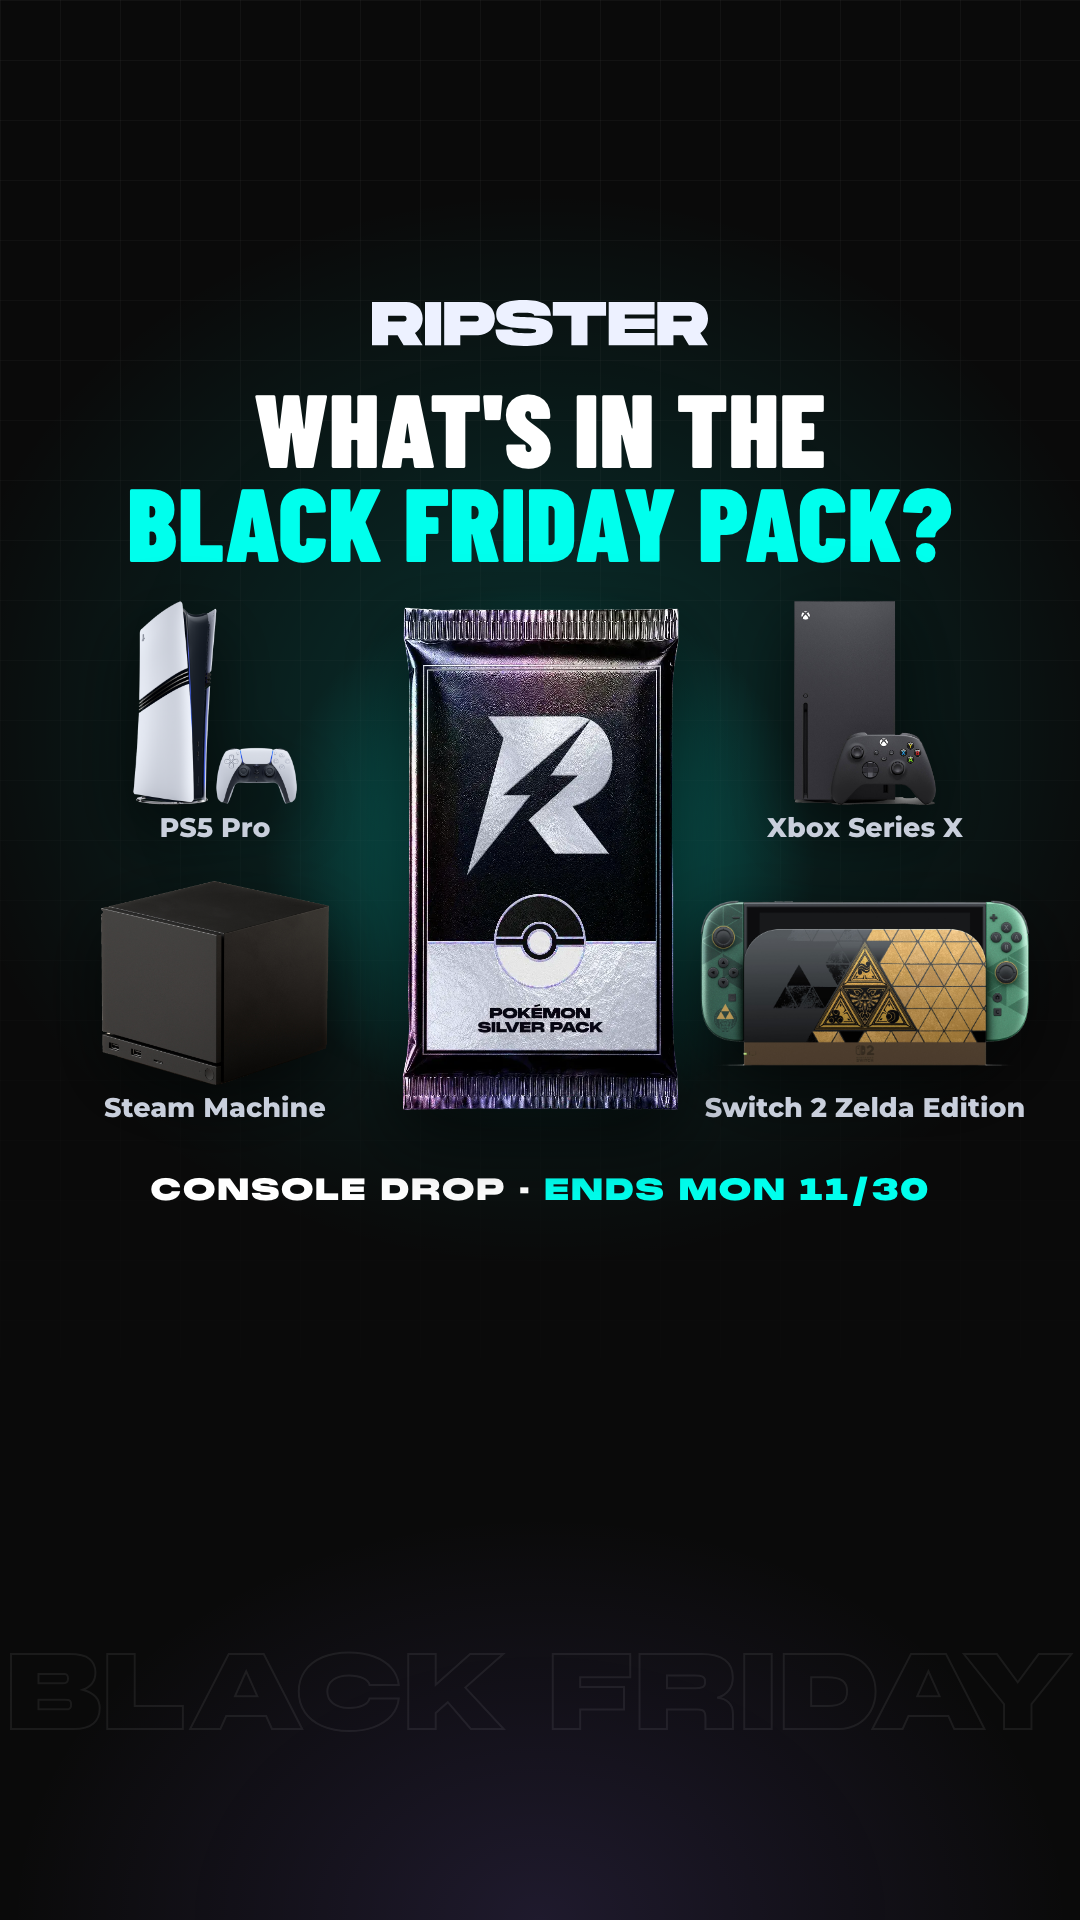 RIPSTER
WHAT'S IN THE
BLACK FRIDAY PACK?
PS5 Pro
Xbox Series X
POKÉMON
SILVER PACK
Steam Machine
Switch 2 Zelda Edition
CONSOLE DROP · ENDS MON 11/30
BLACK FRIDAY